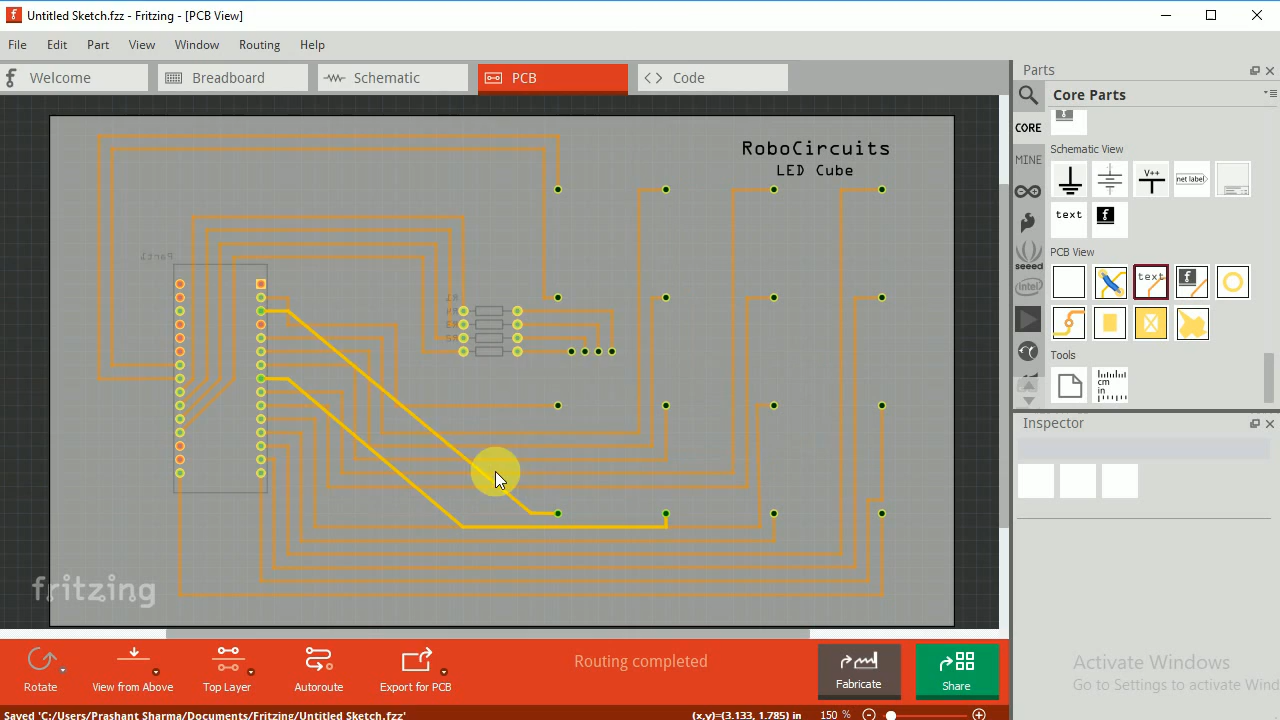 Untitled Sketch.fzz - Fritzing - [PCB View]
File Edit Part View Window Routing Help
Welcome
Breadboard
Schematic
PCB
Code
Parts
Core Parts
CORE
MINE
seeed
intel
Schematic View
V++
net label
text
PCB View
text
Tools
cm
in
Inspector
RoboCircuits
LED Cube
Part1
R1
fritzing
Rotate
View from Above
Top Layer
Autoroute
Export for PCB
Routing completed
Fabricate
Share
Activate Windows
Go to Settings to activate Wind
Saved 'C:/Users/Prashant Sharma/Documents/Fritzing/Untitled Sketch.fzz'
(x,y)=(3.133, 1.785) in
150 %